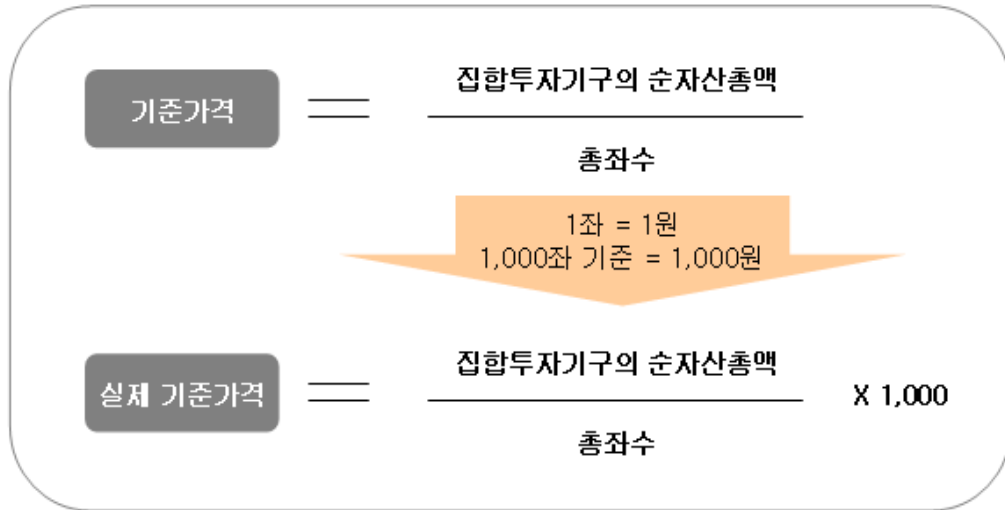 집합투자기구의 순자산총액
기준가격
총좌수
1좌 = 1원
1,000좌 기준 = 1,000원
집합투자기구의 순자산총액
실제 기준가격
X 1,000
총좌수